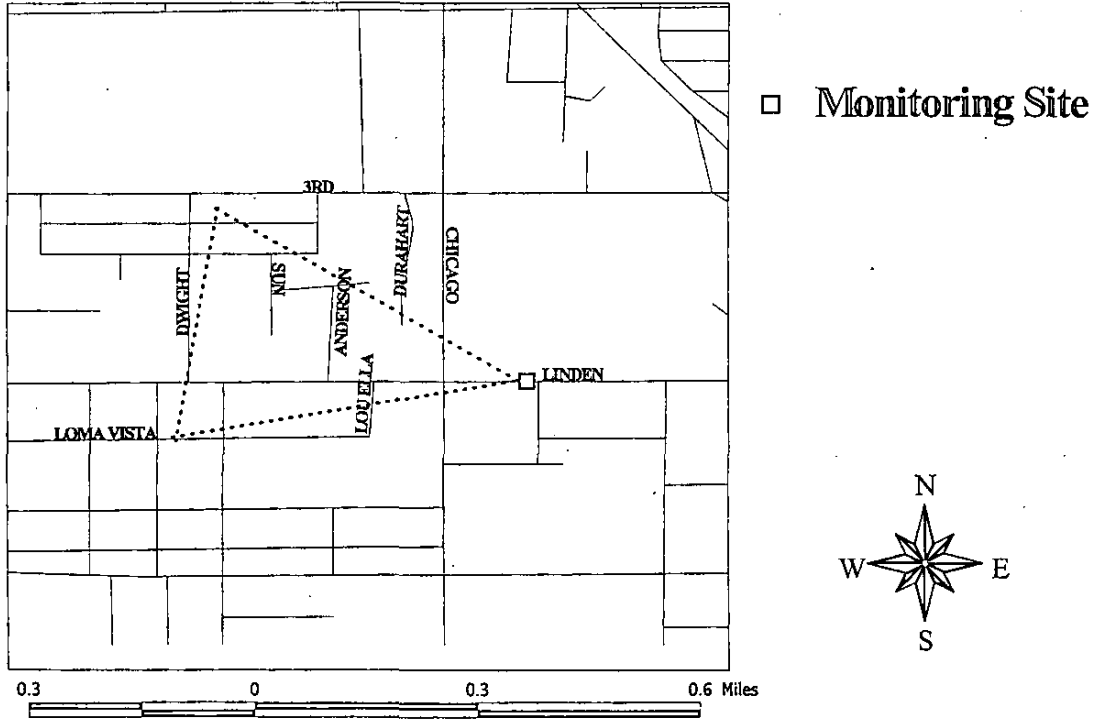 Monitoring Site
3RD
DURAHART
CHICAGO
SUN
DWIGHT
ANDERSON
LINDEN
LOU ELLA
LOMA VISTA
N
W E
S
0.3 0 0.3 0.6 Miles